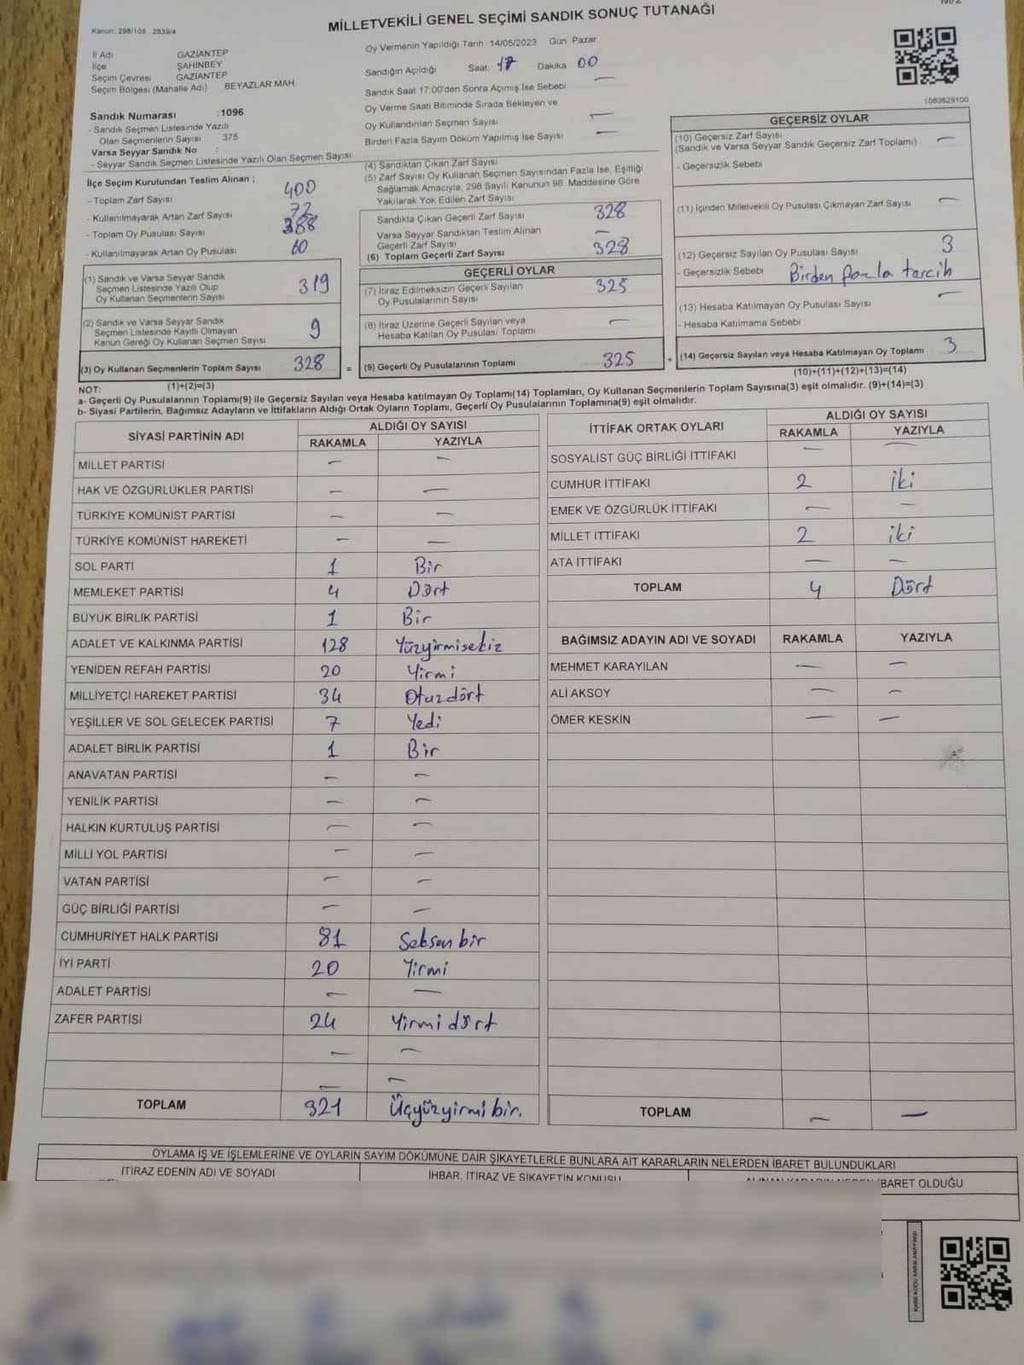 MİLLETVEKİLİ GENEL SEÇİMİ SANDIK SONUÇ TUTANAĞI
Kanun: 298/105 2839/4
İl Adı GAZİANTEP
İlçe ŞAHİNBEY
Seçim Çevresi GAZİANTEP
Seçim Bölgesi (Mahalle Adı) BEYAZLAR MAH
Oy Vermenin Yapıldığı Tarih 14/05/2023 Gün Pazar
Sandığın Açıldığı Saat: 17 Dakika 00
Sandık Saat 17:00'den Sonra Açımış İse Sebebi —
Oy Verme Saati Bitiminde Sırada Bekleyen ve
Oy Kullandırılan Seçmen Sayısı —
Birden Fazla Sayım Döküm Yapılmış İse Sayısı —
1083629100
Sandık Numarası :1096
- Sandık Seçmen Listesinde Yazılı
Olan Seçmenlerin Sayısı : 375
Varsa Seyyar Sandık No :
- Seyyar Sandık Seçmen Listesinde Yazılı Olan Seçmen Sayısı:
İlçe Seçim Kurulundan Teslim Alınan ;
- Toplam Zarf Sayısı 400
- Kullanılmayarak Artan Zarf Sayısı 72
- Toplam Oy Pusulası Sayısı 388
- Kullanılmayarak Artan Oy Pusulası 60
(1) Sandık ve Varsa Seyyar Sandık
Seçmen Listesinde Yazılı Olup
Oy Kullanan Seçmenlerin Sayısı 319
(2) Sandık ve Varsa Seyyar Sandık
Seçmen Listesinde Kayıtlı Olmayan
Kanun Gereği Oy Kullanan Seçmen Sayısı 9
(3) Oy Kullanan Seçmenlerin Toplam Sayısı 328 =
(1)+(2)=(3)
(4) Sandıktan Çıkan Zarf Sayısı
(5) Zarf Sayısı Oy Kullanan Seçmen Sayısından Fazla İse, Eşitliği
Sağlamak Amacıyla, 298 Sayılı Kanunun 98. Maddesine Göre
Yakılarak Yok Edilen Zarf Sayısı
Sandıkta Çıkan Geçerli Zarf Sayısı 328
Varsa Seyyar Sandıktan Teslim Alınan
Geçerli Zarf Sayısı —
(6) Toplam Geçerli Zarf Sayısı 328
GEÇERLİ OYLAR
(7) İtiraz Edilmeksizin Geçerli Sayılan
Oy Pusulalarının Sayısı 325
(8) İtiraz Üzerine Geçerli Sayılan veya
Hesaba Katılan Oy Pusulası Toplamı —
(9) Geçerli Oy Pusulalarının Toplamı 325 +
GEÇERSİZ OYLAR
(10) Geçersiz Zarf Sayısı
(Sandık ve Varsa Seyyar Sandık Geçersiz Zarf Toplamı) —
- Geçersizlik Sebebi
(11) İçinden Milletvekili Oy Pusulası Çıkmayan Zarf Sayısı —
(12) Geçersiz Sayılan Oy Pusulası Sayısı 3
- Geçersizlik Sebebi Birden fazla tercih
(13) Hesaba Katılmayan Oy Pusulası Sayısı —
- Hesaba Katılmama Sebebi
(14) Geçersiz Sayılan veya Hesaba Katılmayan Oy Toplamı 3
(10)+(11)+(12)+(13)=(14)
NOT:
a- Geçerli Oy Pusulalarının Toplamı(9) ile Geçersiz Sayılan veya Hesaba katılmayan Oy Toplamı(14) Toplamları, Oy Kullanan Seçmenlerin Toplam Sayısına(3) eşit olmalıdır. (9)+(14)=(3)
b- Siyasi Partilerin, Bağımsız Adayların ve İttifakların Aldığı Ortak Oyların Toplamı, Geçerli Oy Pusulalarının Toplamına(9) eşit olmalıdır.
SİYASİ PARTİNİN ADI ALDIĞI OY SAYISI
RAKAMLA YAZIYLA
MİLLET PARTİSİ — —
HAK VE ÖZGÜRLÜKLER PARTİSİ — —
TÜRKİYE KOMÜNİST PARTİSİ — —
TÜRKİYE KOMÜNİST HAREKETİ — —
SOL PARTİ 1 Bir
MEMLEKET PARTİSİ 4 Dört
BÜYÜK BİRLİK PARTİSİ 1 Bir
ADALET VE KALKINMA PARTİSİ 128 Yüzyirmisekiz
YENİDEN REFAH PARTİSİ 20 Yirmi
MİLLİYETÇİ HAREKET PARTİSİ 34 Otuzdört
YEŞİLLER VE SOL GELECEK PARTİSİ 7 Yedi
ADALET BİRLİK PARTİSİ 1 Bir
ANAVATAN PARTİSİ — —
YENİLİK PARTİSİ — —
HALKIN KURTULUŞ PARTİSİ — —
MİLLİ YOL PARTİSİ — —
VATAN PARTİSİ — —
GÜÇ BİRLİĞİ PARTİSİ — —
CUMHURİYET HALK PARTİSİ 81 Seksen bir
İYİ PARTİ 20 Yirmi
ADALET PARTİSİ — —
ZAFER PARTİSİ 24 Yirmi dört
— —
— —
TOPLAM 321 Üçyüzyirmi bir.
İTTİFAK ORTAK OYLARI ALDIĞI OY SAYISI
RAKAMLA YAZIYLA
SOSYALİST GÜÇ BİRLİĞİ İTTİFAKI — —
CUMHUR İTTİFAKI 2 iki
EMEK VE ÖZGÜRLÜK İTTİFAKI — —
MİLLET İTTİFAKI 2 iki
ATA İTTİFAKI — —
TOPLAM 4 Dört
BAĞIMSIZ ADAYIN ADI VE SOYADI RAKAMLA YAZIYLA
MEHMET KARAYILAN — —
ALİ AKSOY — —
ÖMER KESKİN — —
TOPLAM — —
OYLAMA İŞ VE İŞLEMLERİNE VE OYLARIN SAYIM DÖKÜMÜNE DAİR ŞİKAYETLERLE BUNLARA AİT KARARLARIN NELERDEN İBARET BULUNDUKLARI
İTİRAZ EDENİN ADI VE SOYADI
İHBAR, İTİRAZ VE ŞİKAYETİN KONUSU
ALINAN KARARIN NEDEN İBARET OLDUĞU